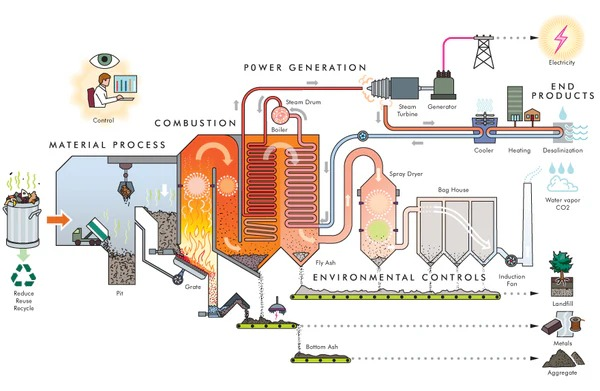 POWER GENERATION
END
PRODUCTS
COMBUSTION
MATERIAL PROCESS
ENVIRONMENTAL CONTROLS
Control
Steam Drum
Boiler
Steam
Turbine
Generator
Electricity
Cooler
Heating
Desalinization
Water vapor
CO2
Spray Dryer
Bag House
Fly Ash
Induction
Fan
Reduce
Reuse
Recycle
Pit
Grate
Bottom Ash
Landfill
Metals
Aggregate